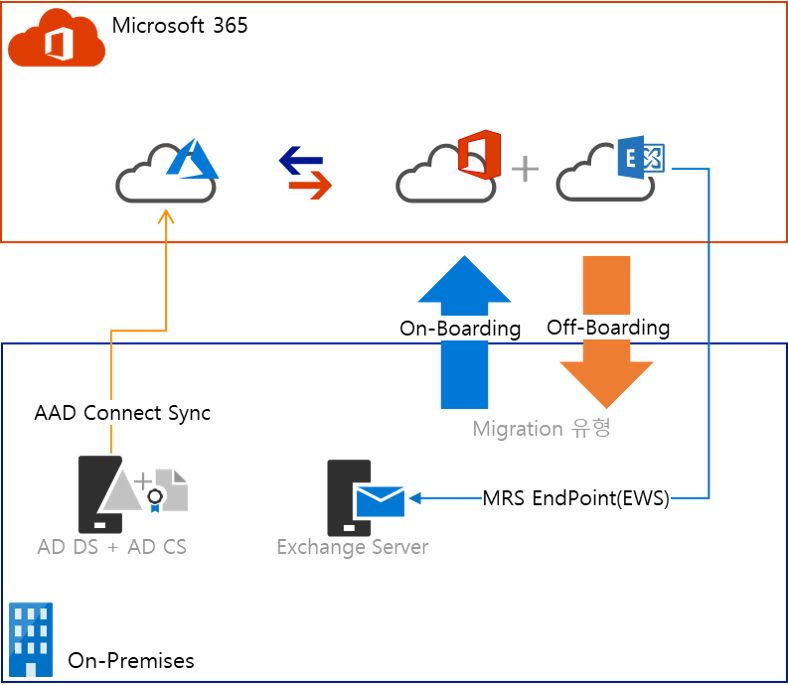 Microsoft 365
E
On-Boarding
Off-Boarding
AAD Connect Sync
Migration 유형
MRS EndPoint(EWS)
AD DS + AD CS
Exchange Server
On-Premises